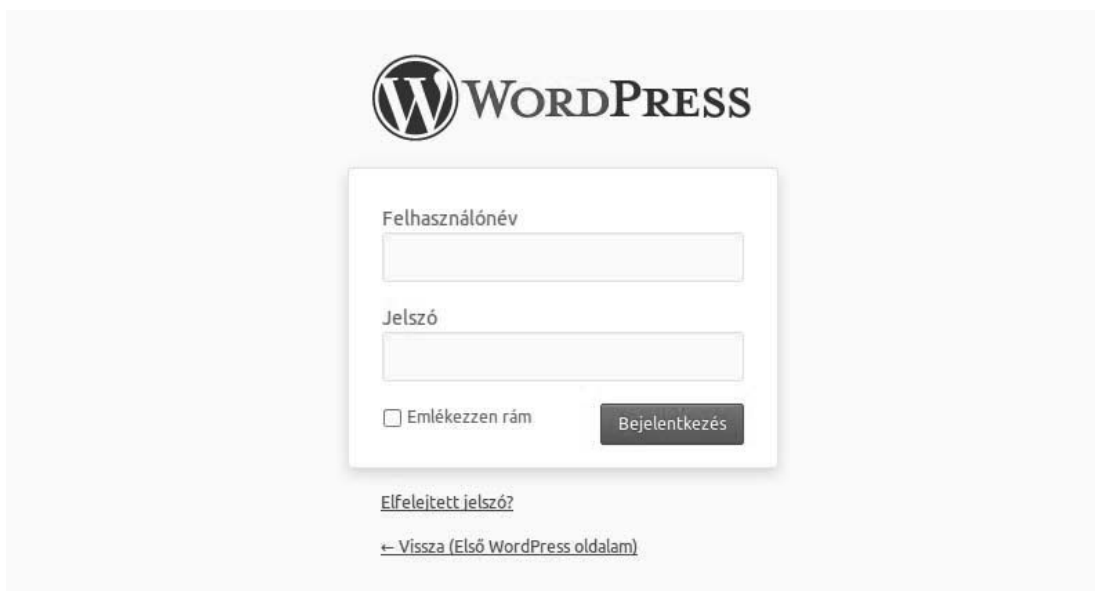 WORDPRESS
Felhasználónév
Jelszó
Emlékezzen rám
Bejelentkezés
Elfelejtett jelszó?
← Vissza (Első WordPress oldalam)